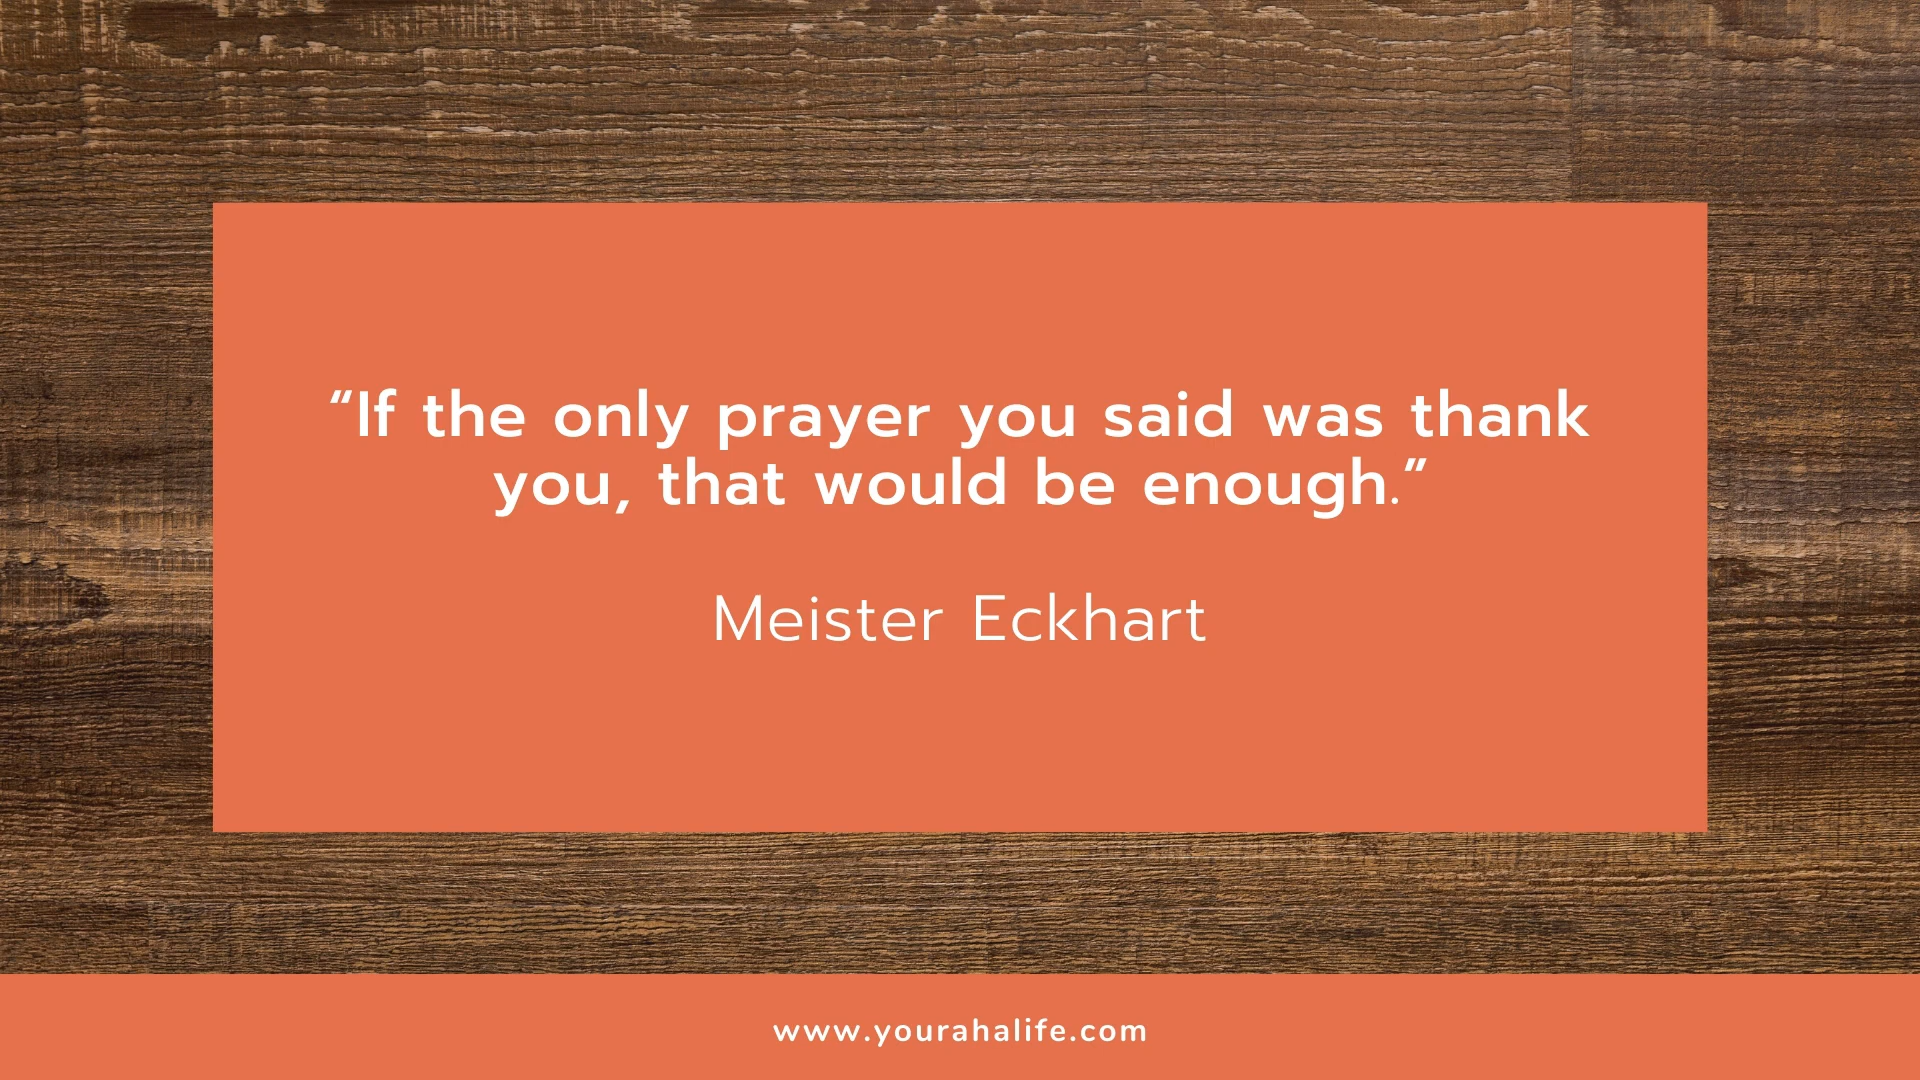 “If the only prayer you said was thank
you, that would be enough.”
Meister Eckhart
www.yourahalife.com